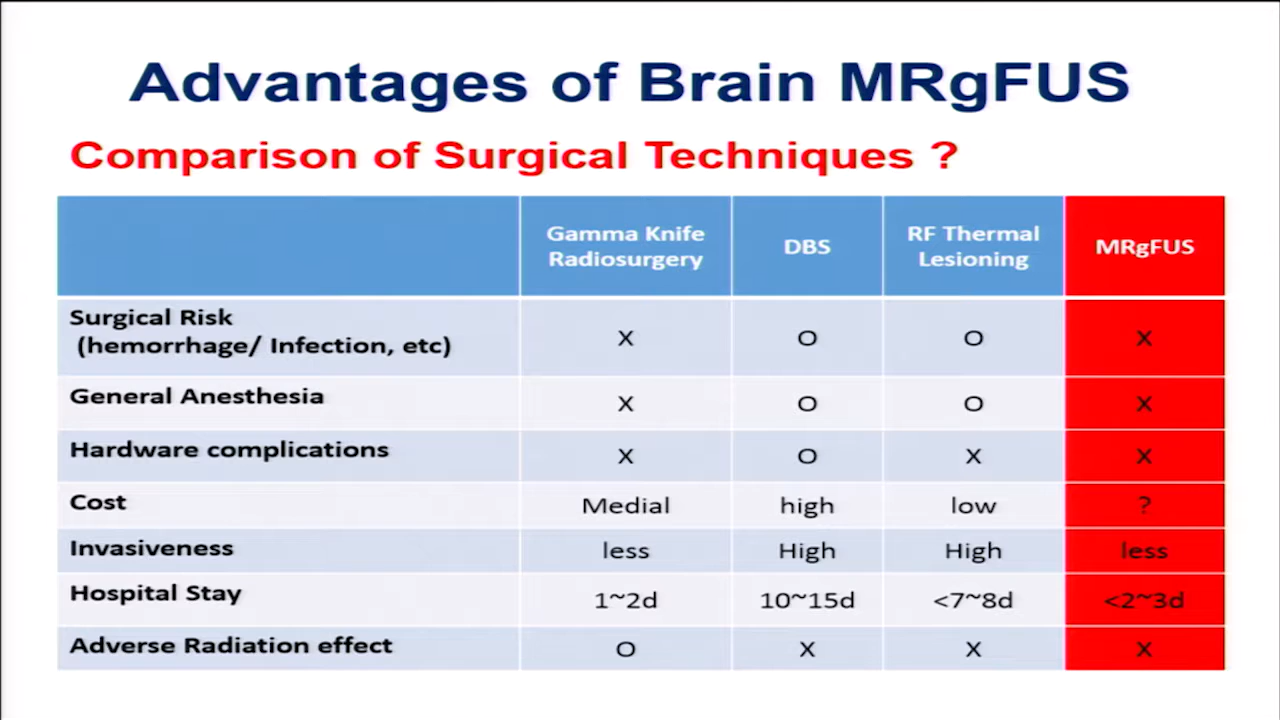 Advantages of Brain MRgFUS
Comparison of Surgical Techniques ?
Gamma Knife Radiosurgery DBS RF Thermal Lesioning MRgFUS
Surgical Risk
(hemorrhage/ Infection, etc) X O O X
General Anesthesia X O O X
Hardware complications X O X X
Cost Medial high low ?
Invasiveness less High High less
Hospital Stay 1~2d 10~15d <7~8d <2~3d
Adverse Radiation effect O X X X